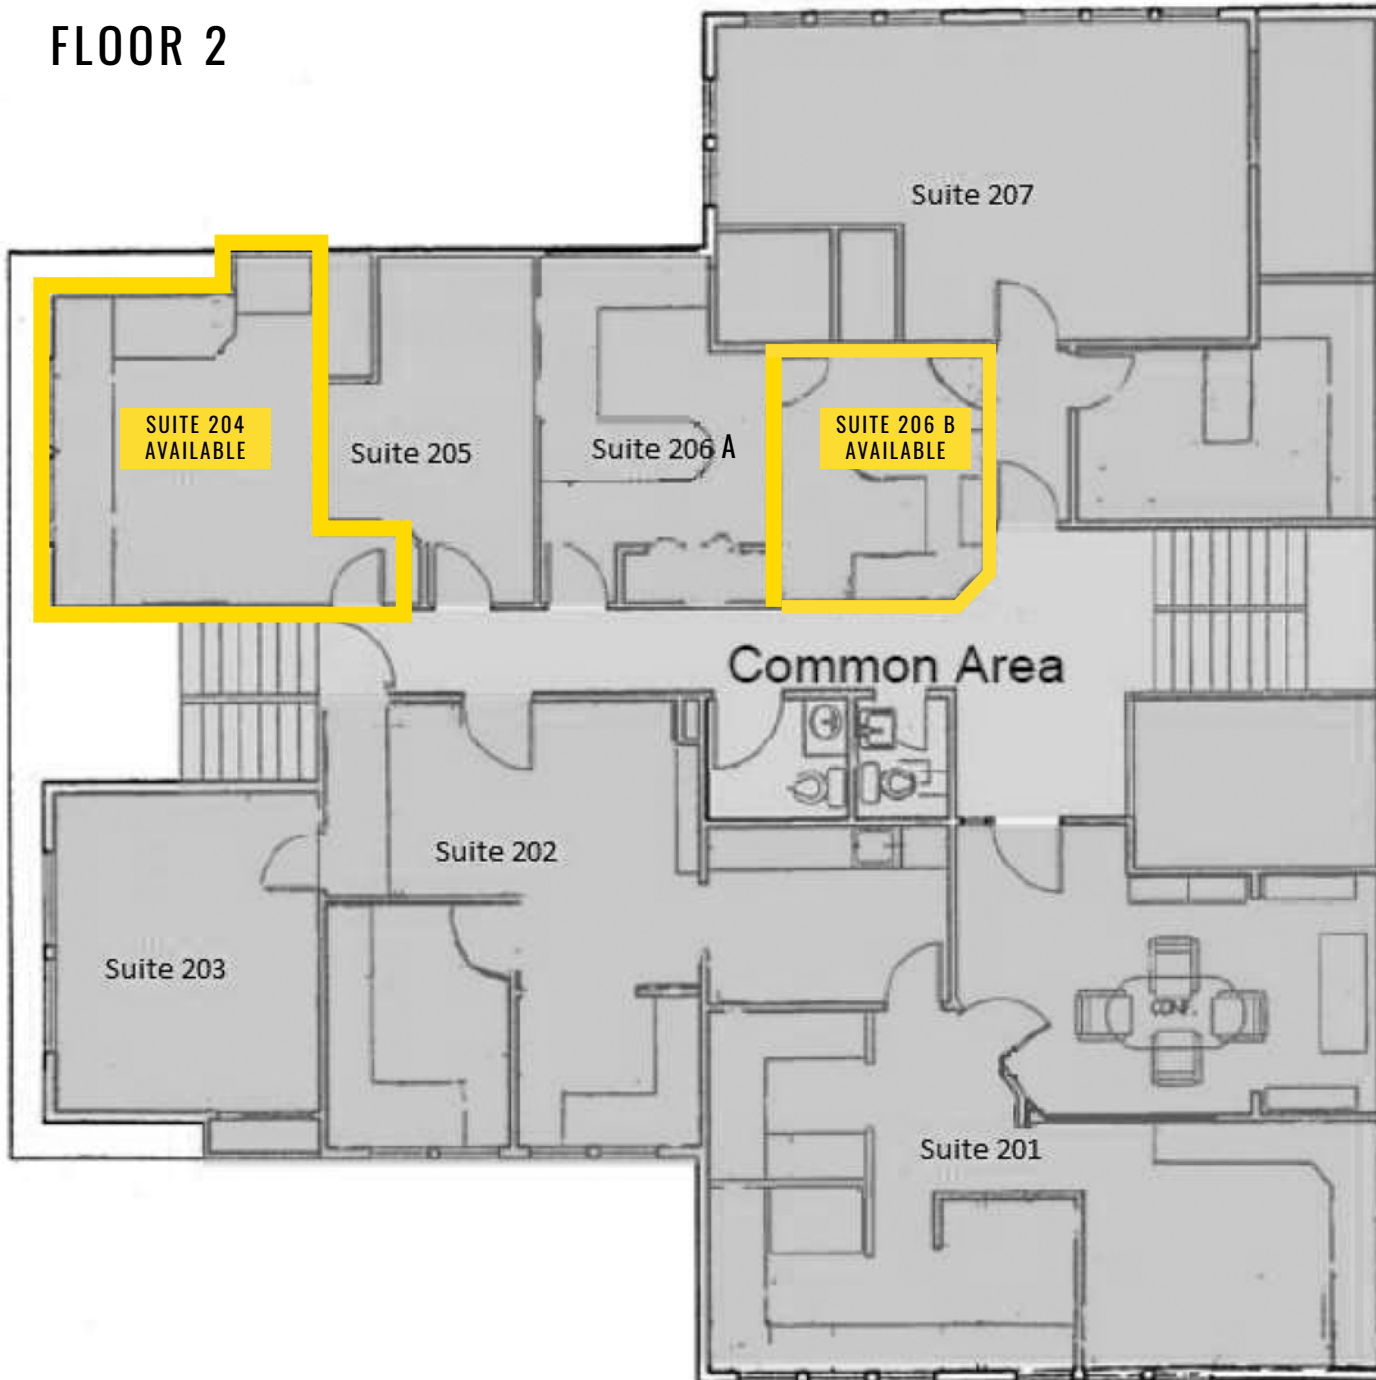 FLOOR 2
Suite 207
SUITE 204
AVAILABLE
Suite 205
Suite 206 A
SUITE 206 B
AVAILABLE
Common Area
Suite 202
Suite 203
CONF.
Suite 201